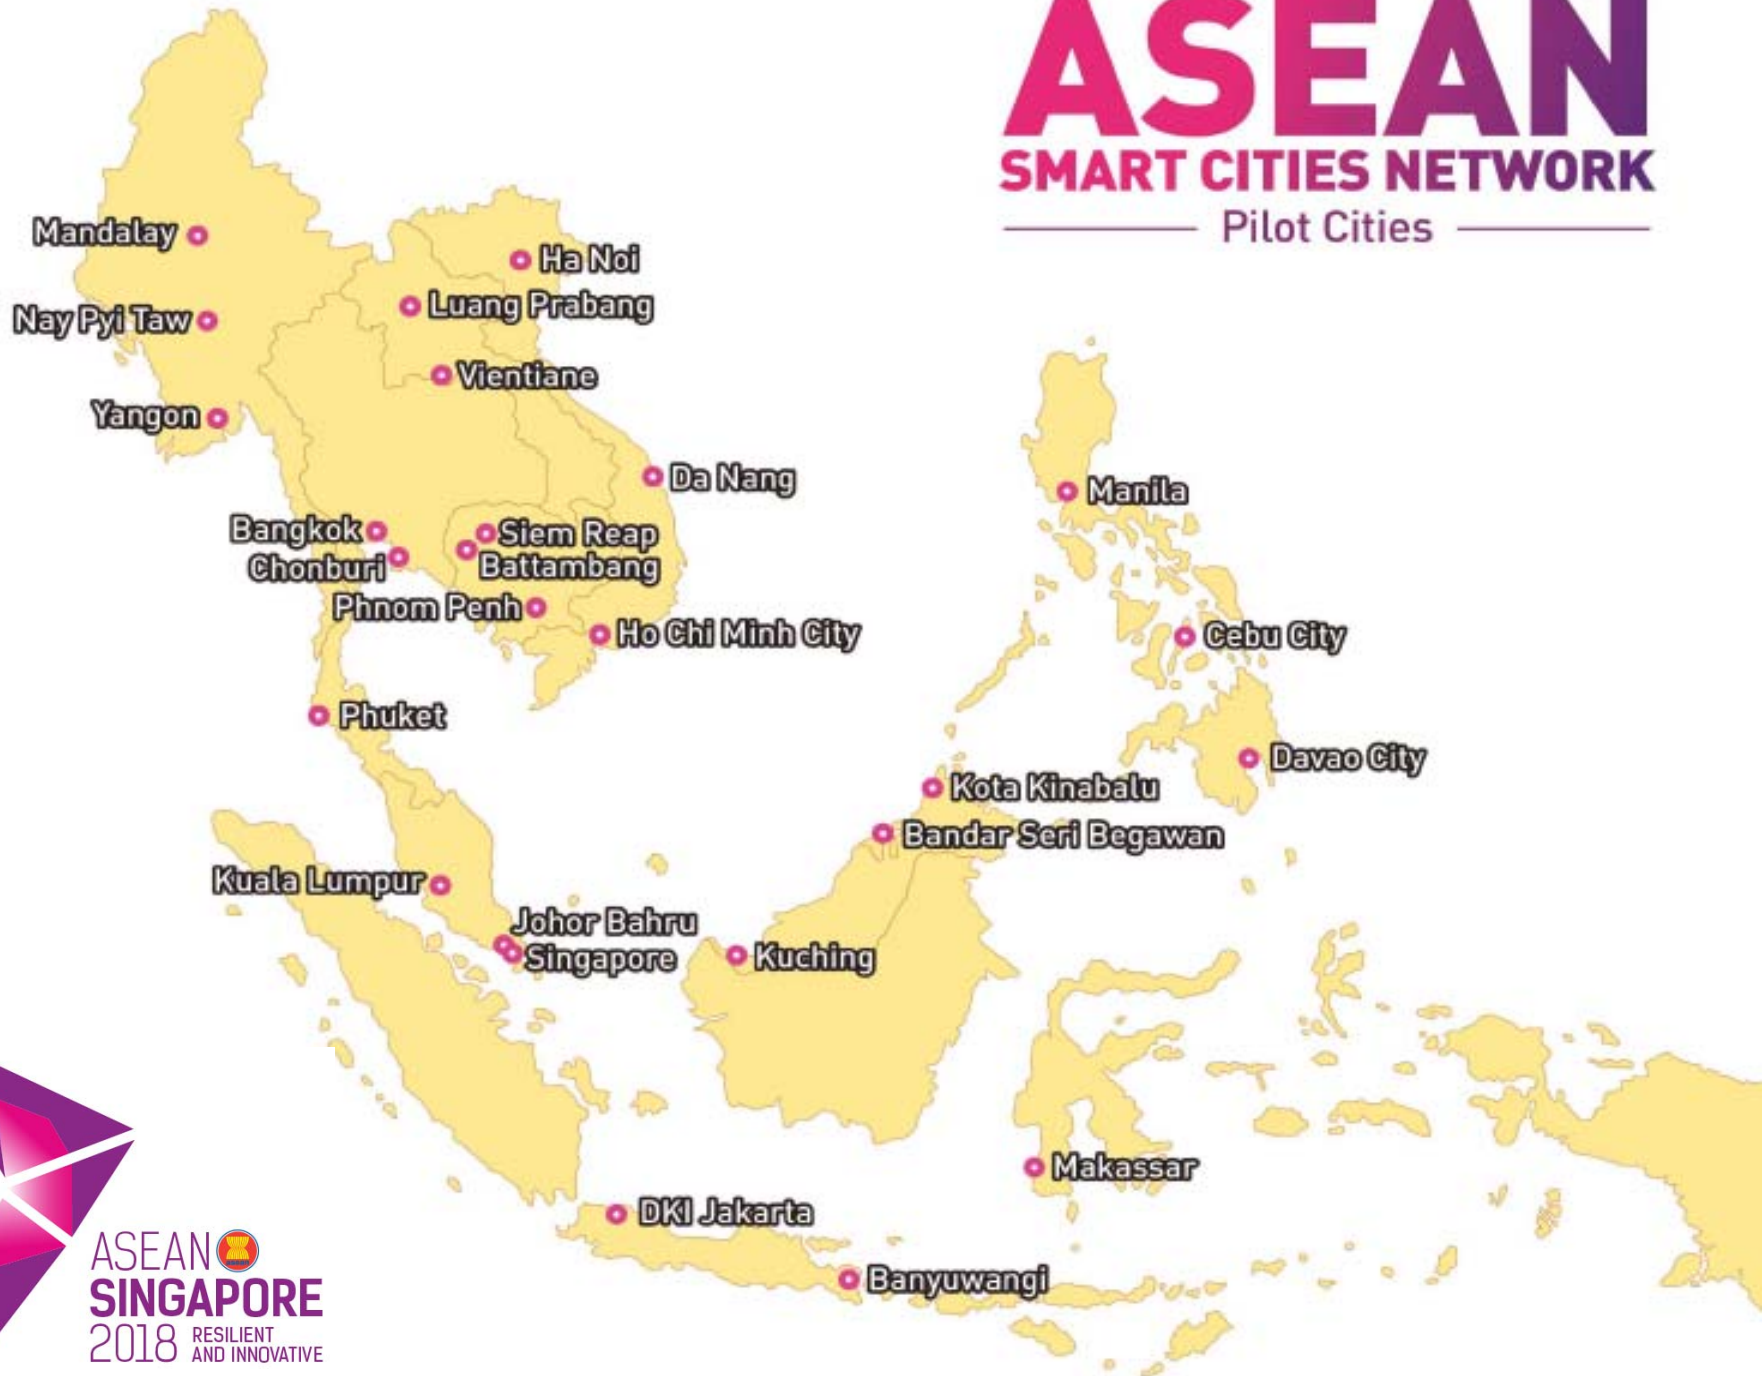 ASEAN
SMART CITIES NETWORK
Pilot Cities
Mandalay
Ha Noi
Luang Prabang
Nay Pyi Taw
Vientiane
Yangon
Da Nang
Manila
Bangkok
Siem Reap
Chonburi
Battambang
Phnom Penh
Ho Chi Minh City
Cebu City
Phuket
Davao City
Kota Kinabalu
Bandar Seri Begawan
Kuala Lumpur
Johor Bahru
Singapore
Kuching
Makassar
DKI Jakarta
Banyuwangi
ASEAN
SINGAPORE
2018 RESILIENT
AND INNOVATIVE